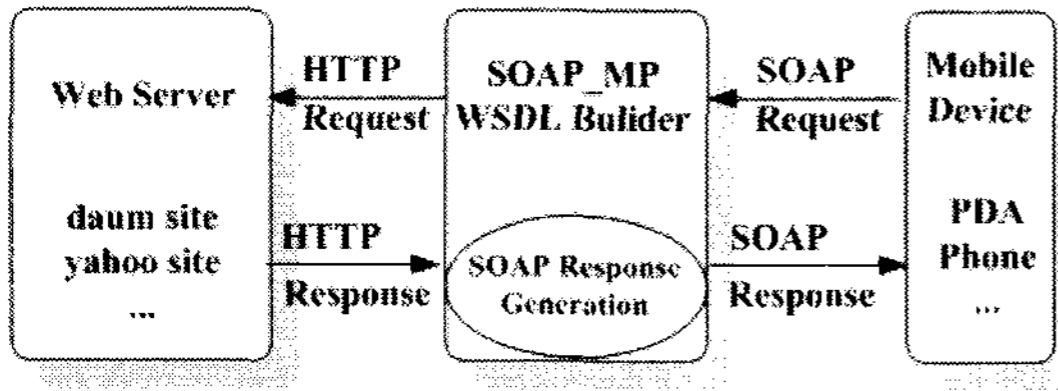 Web Server
daum site
yahoo site
...
HTTP
Request
HTTP
Response
SOAP_MP
WSDL Bulider
SOAP Response
Generation
SOAP
Request
SOAP
Response
Mobile
Device
PDA
Phone
...